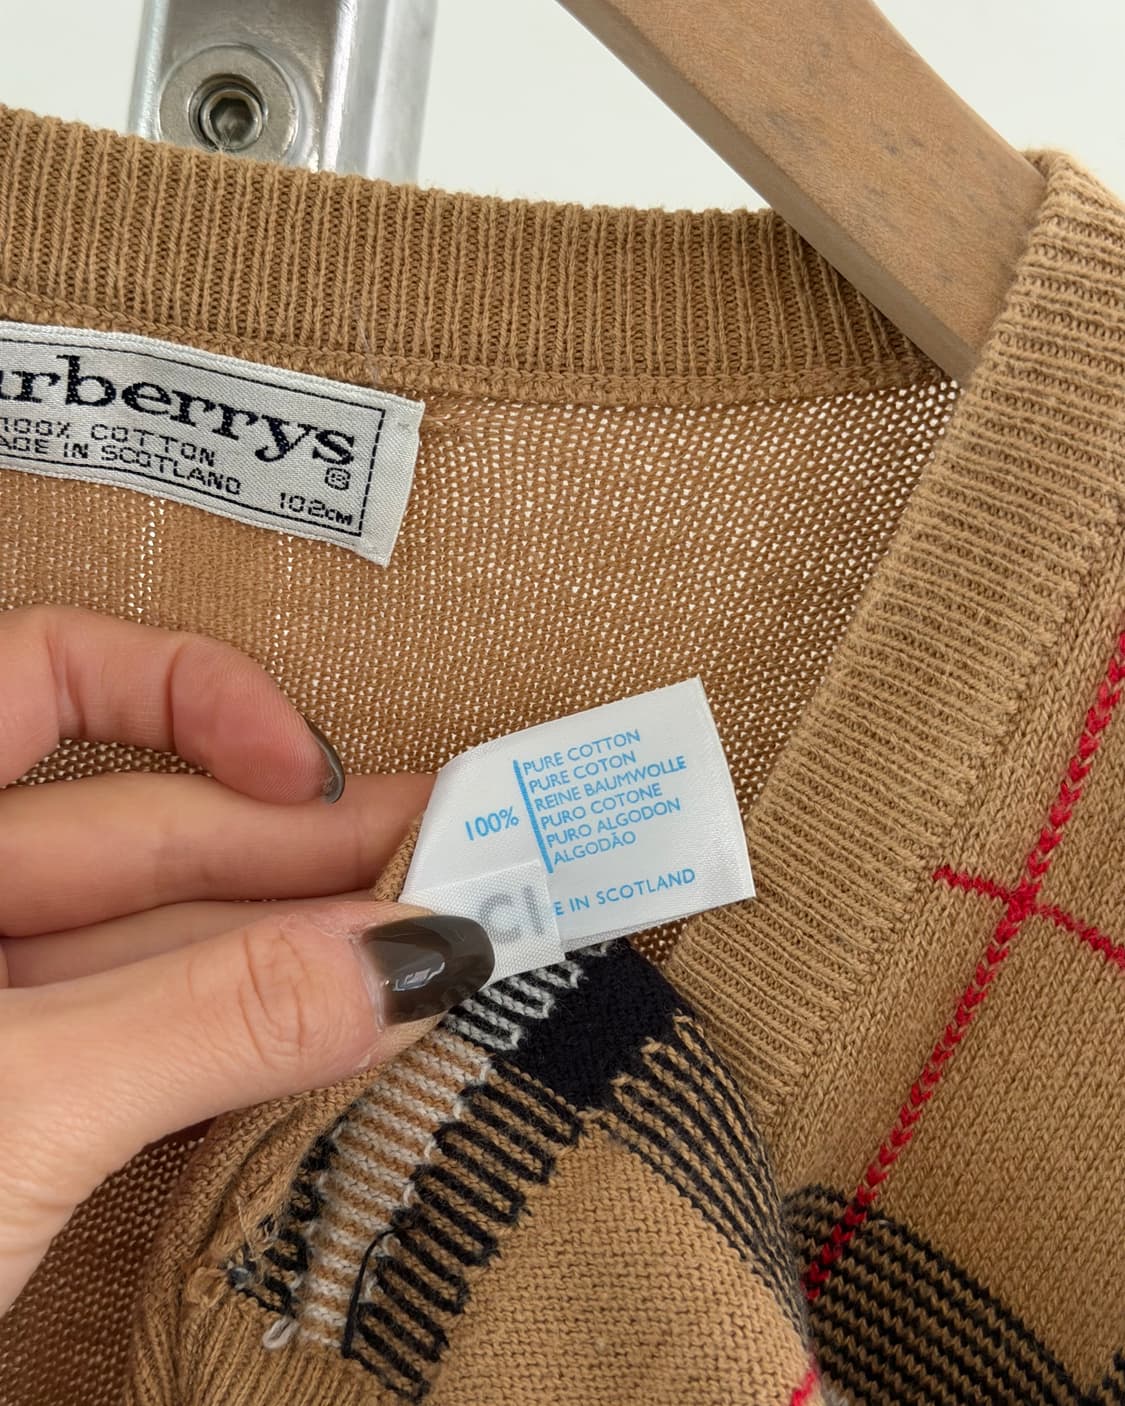 urberrys
100% COTTON
ADE IN SCOTLAND
®
102CM
100%
PURE COTTON
PURE COTON
REINE BAUMWOLLE
PURO COTONE
PURO ALGODON
ALGODÃO
E IN SCOTLAND
CI